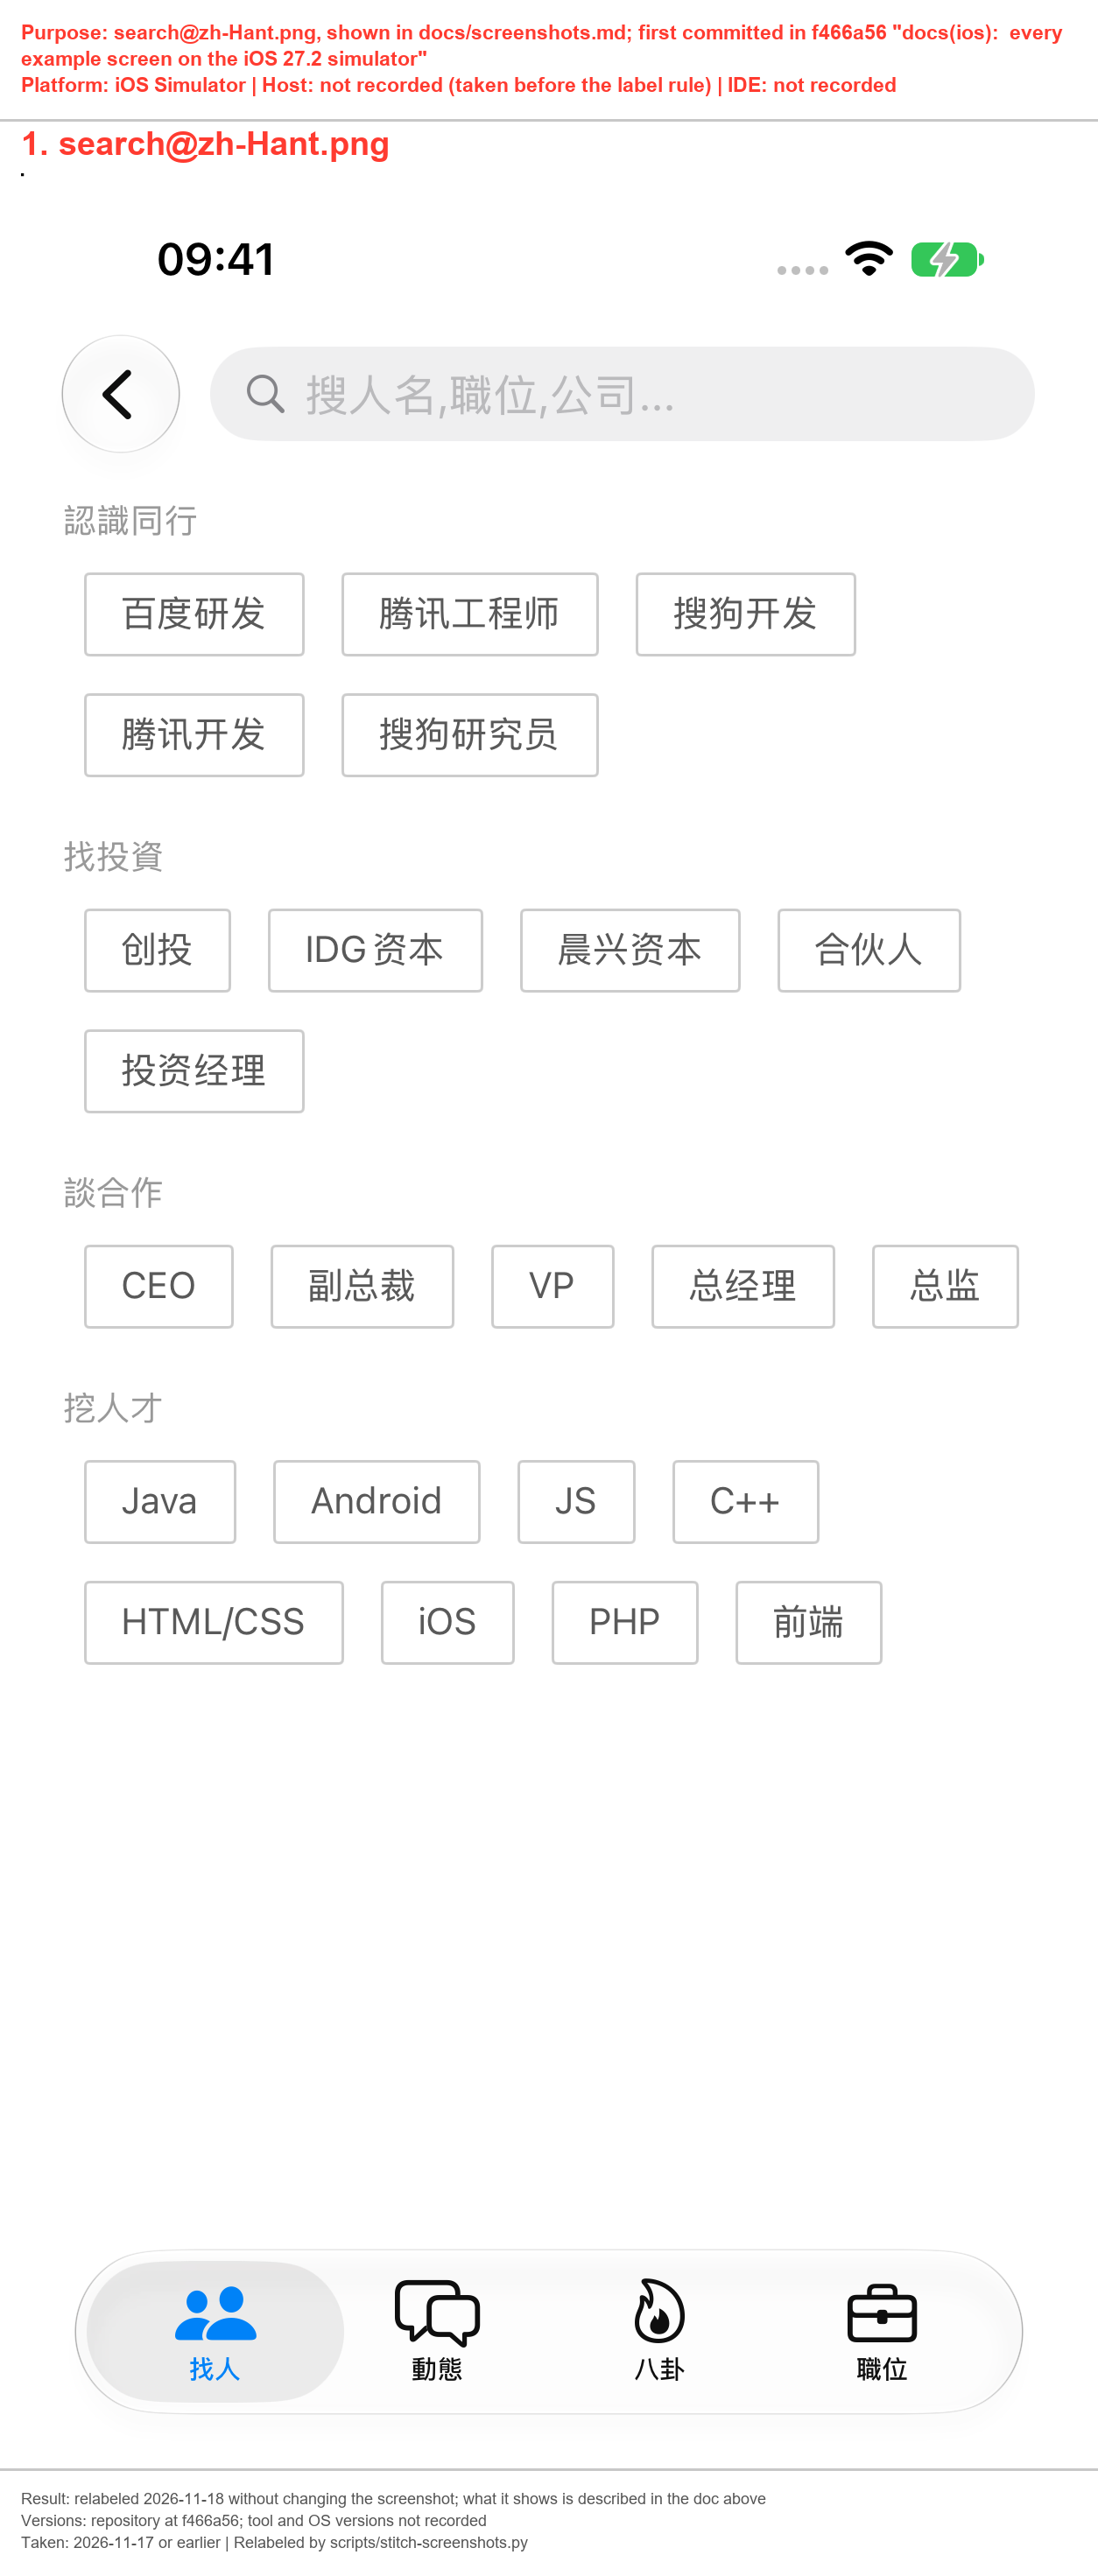 Purpose: search@zh-Hant.png, shown in docs/screenshots.md; first committed in f466a56 "docs(ios):  every
example screen on the iOS 27.2 simulator"
Platform: iOS Simulator | Host: not recorded (taken before the label rule) | IDE: not recorded
1. search@zh-Hant.png
09:41
搜人名,職位,公司...
認識同行
百度研发 腾讯工程师 搜狗开发
腾讯开发 搜狗研究员
找投資
创投 IDG资本 晨兴资本 合伙人
投资经理
談合作
CEO 副总裁 VP 总经理 总监
挖人才
Java Android JS C++
HTML/CSS iOS PHP 前端
找人 動態 八卦 職位
Result: relabeled 2026-11-18 without changing the screenshot; what it shows is described in the doc above
Versions: repository at f466a56; tool and OS versions not recorded
Taken: 2026-11-17 or earlier | Relabeled by scripts/stitch-screenshots.py